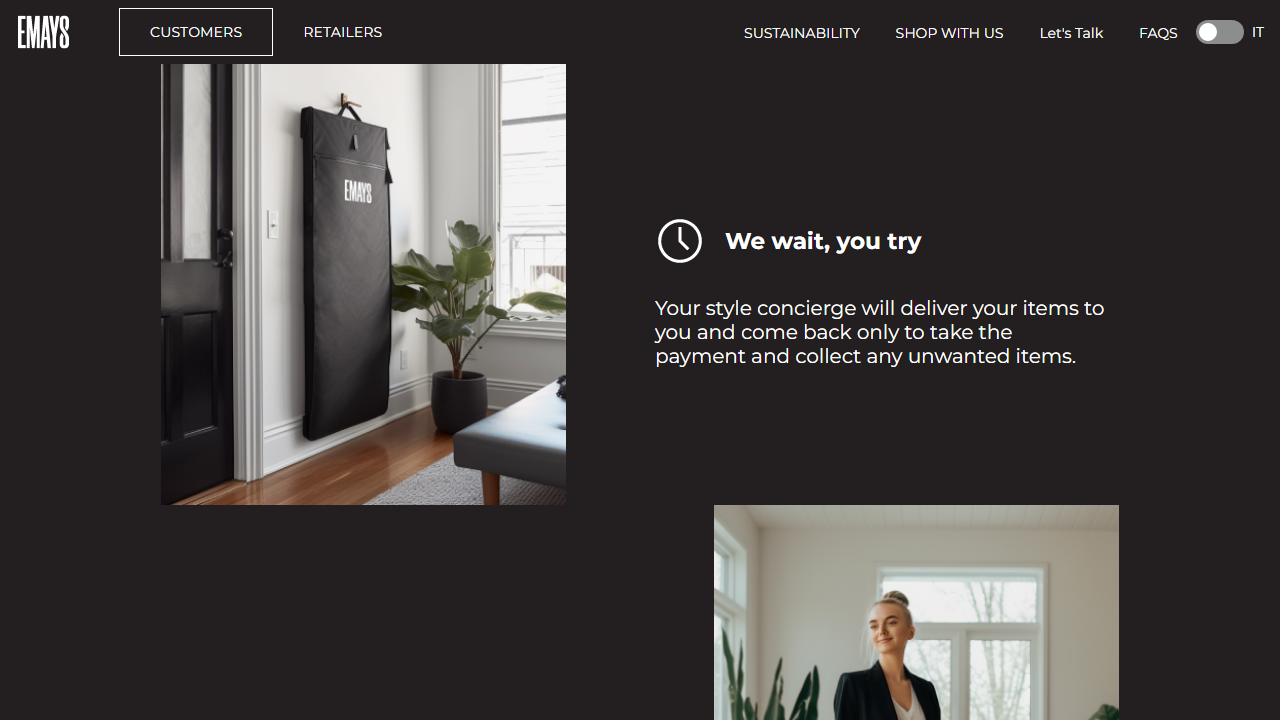 EMAYS
CUSTOMERS
RETAILERS
SUSTAINABILITY
SHOP WITH US
Let's Talk
FAQS
IT
EMAYS
We wait, you try
Your style concierge will deliver your items to
you and come back only to take the
payment and collect any unwanted items.